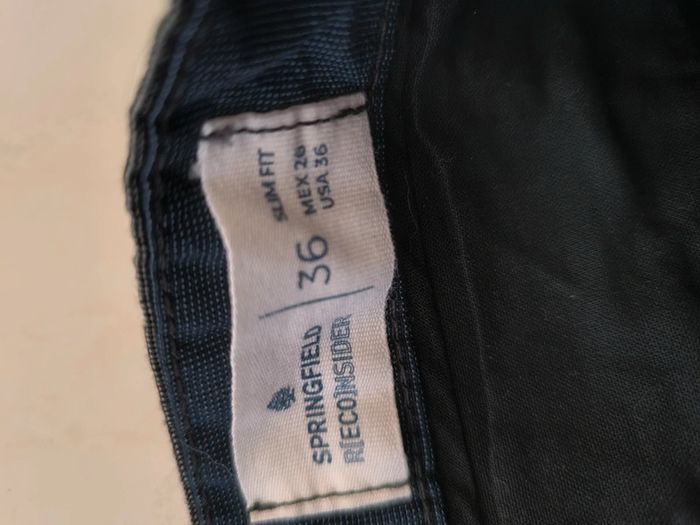 SPRINGFIELD
R[ECO]NSIDER
36
SLIM FIT
MEX 26
USA 36